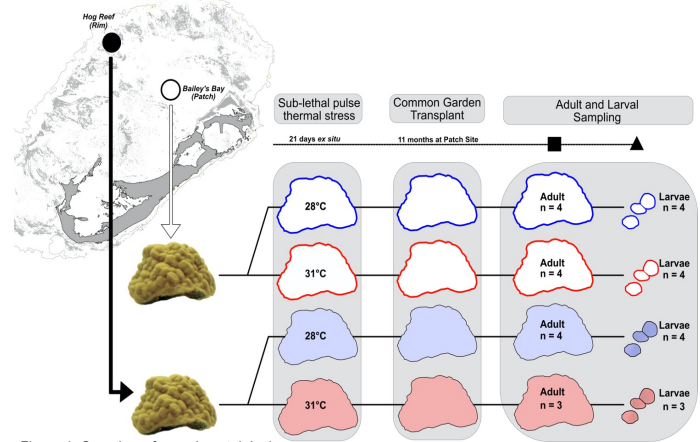 Hog Reef
(Rim)
Bailey's Bay
(Patch)
Sub-lethal pulse
thermal stress
Common Garden
Transplant
Adult and Larval
Sampling
21 days ex situ
11 months at Patch Site
28°C
Adult
n = 4
Larvae
n = 4
31°C
Adult
n = 4
Larvae
n = 4
28°C
Adult
n = 4
Larvae
n = 4
31°C
Adult
n = 3
Larvae
n = 3